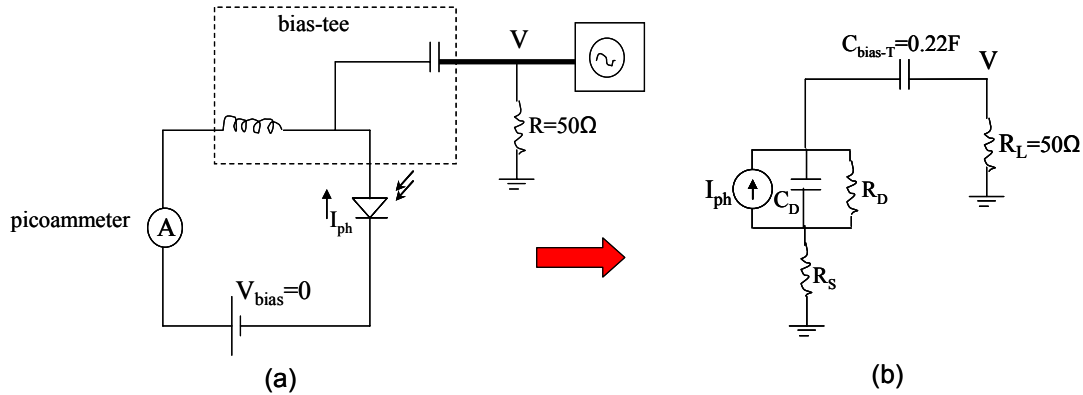 bias-tee
V
R=50Ω
I_ph
picoammeter
A
V_bias=0
(a)
C_bias-T=0.22F
V
R_L=50Ω
I_ph
C_D
R_D
R_S
(b)